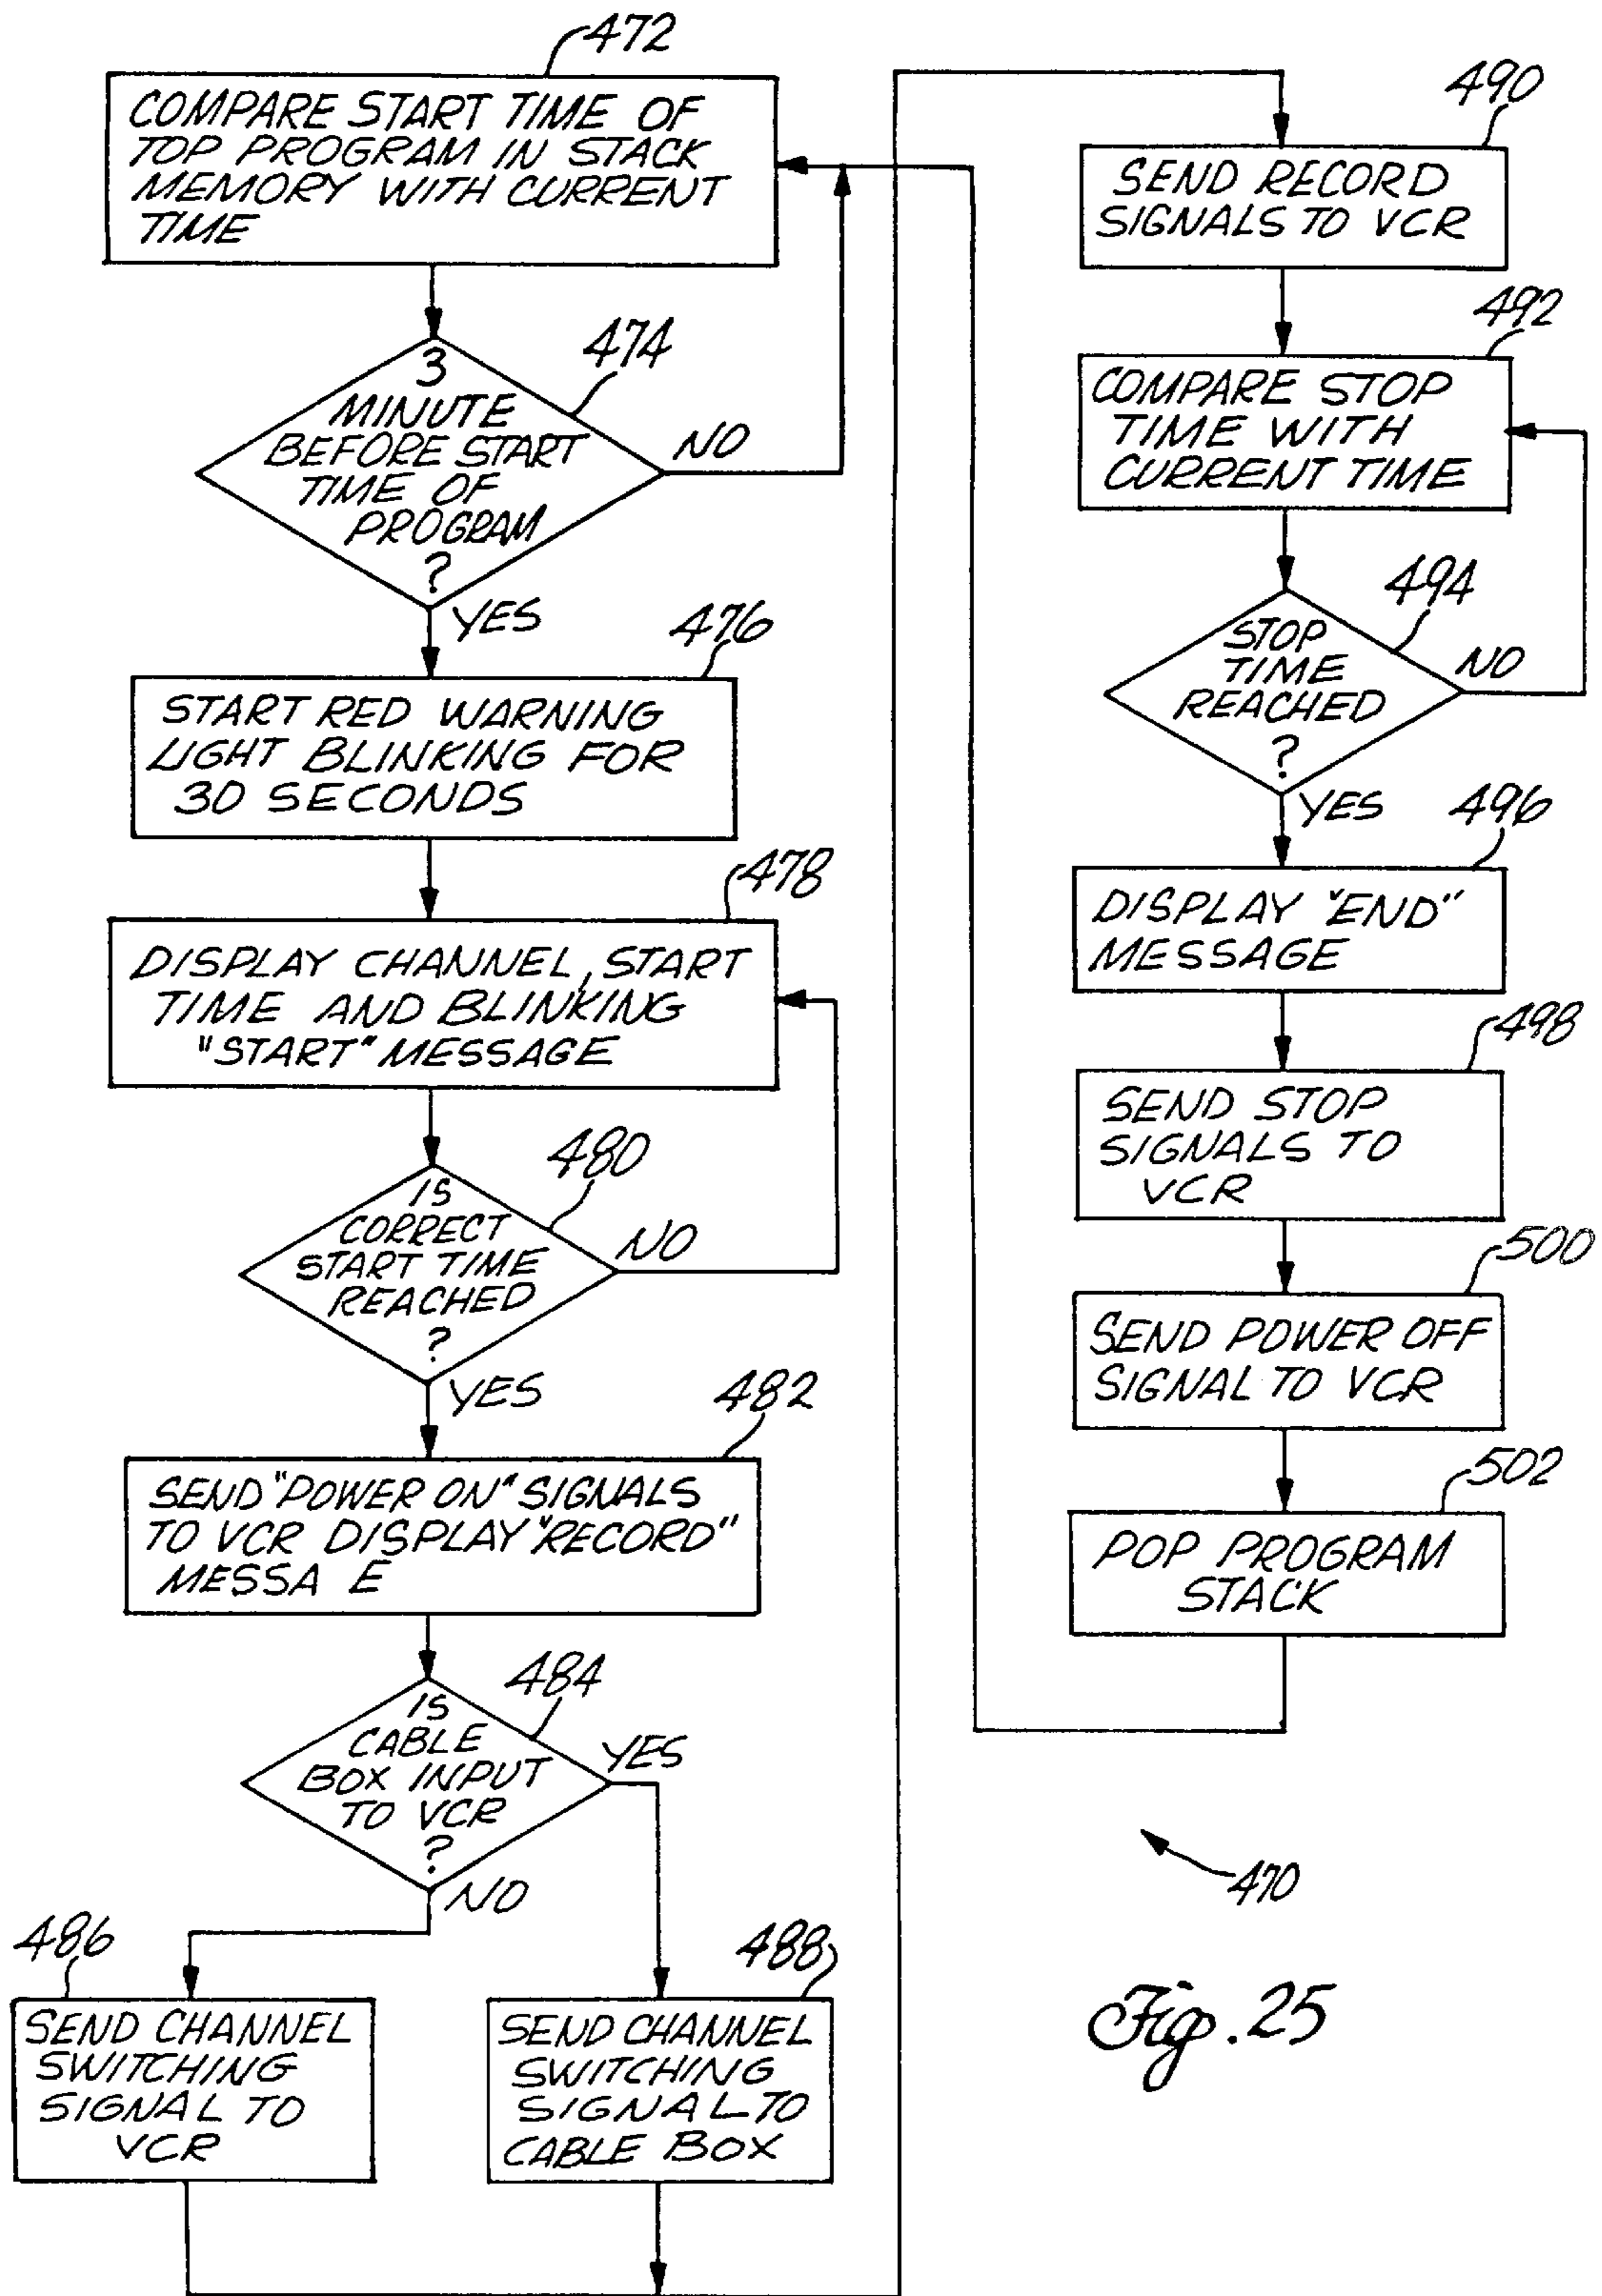 472
COMPARE START TIME OF
TOP PROGRAM IN STACK
MEMORY WITH CURRENT
TIME
474
3
MINUTE
BEFORE START
TIME OF
PROGRAM
?
NO
YES
476
START RED WARNING
LIGHT BLINKING FOR
30 SECONDS
478
DISPLAY CHANNEL, START
TIME AND BLINKING
"START" MESSAGE
480
IS
CORRECT
START TIME
REACHED
?
NO
YES
482
SEND "POWER ON" SIGNALS
TO VCR DISPLAY "RECORD"
MESSA E
484
IS
CABLE
BOX INPUT
TO VCR
?
YES
NO
486
SEND CHANNEL
SWITCHING
SIGNAL TO
VCR
488
SEND CHANNEL
SWITCHING
SIGNAL TO
CABLE BOX
490
SEND RECORD
SIGNALS TO VCR
492
COMPARE STOP
TIME WITH
CURRENT TIME
494
STOP
TIME
REACHED
?
NO
YES
496
DISPLAY "END"
MESSAGE
498
SEND STOP
SIGNALS TO
VCR
500
SEND POWER OFF
SIGNAL TO VCR
502
POP PROGRAM
STACK
470
Fig. 25